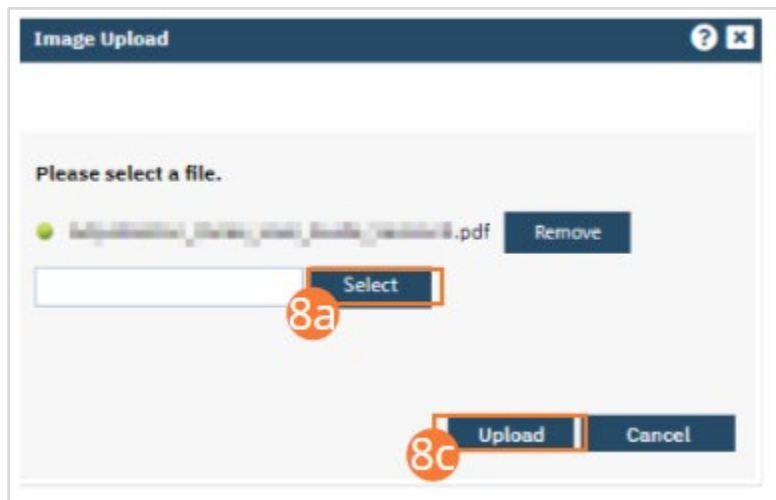 Image Upload ?
Please select a file.
.pdf Remove
Select
8a
Upload Cancel
8c